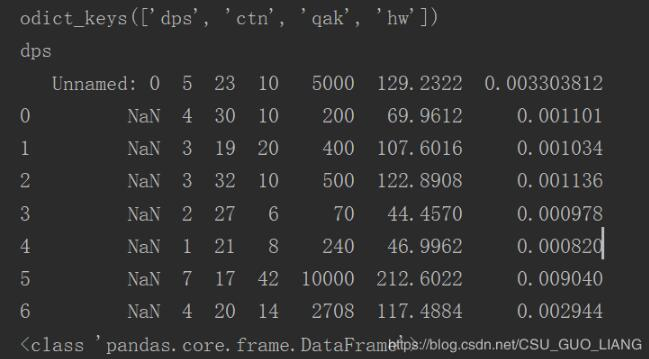 odict_keys(['dps', 'ctn', 'qak', 'hw'])
dps
Unnamed: 0 5 23 10 5000 129.2322 0.003303812
0 NaN 4 30 10 200 69.9612 0.001101
1 NaN 3 19 20 400 107.6016 0.001034
2 NaN 3 32 10 500 122.8908 0.001136
3 NaN 2 27 6 70 44.4570 0.000978
4 NaN 1 21 8 240 46.9962 0.000820
5 NaN 7 17 42 10000 212.6022 0.009040
6 NaN 4 20 14 2708 117.4884 0.002944
<class 'pandas.core.frame.DataFrame'>
https://blog.csdn.net/CSU_GUO_LIANG